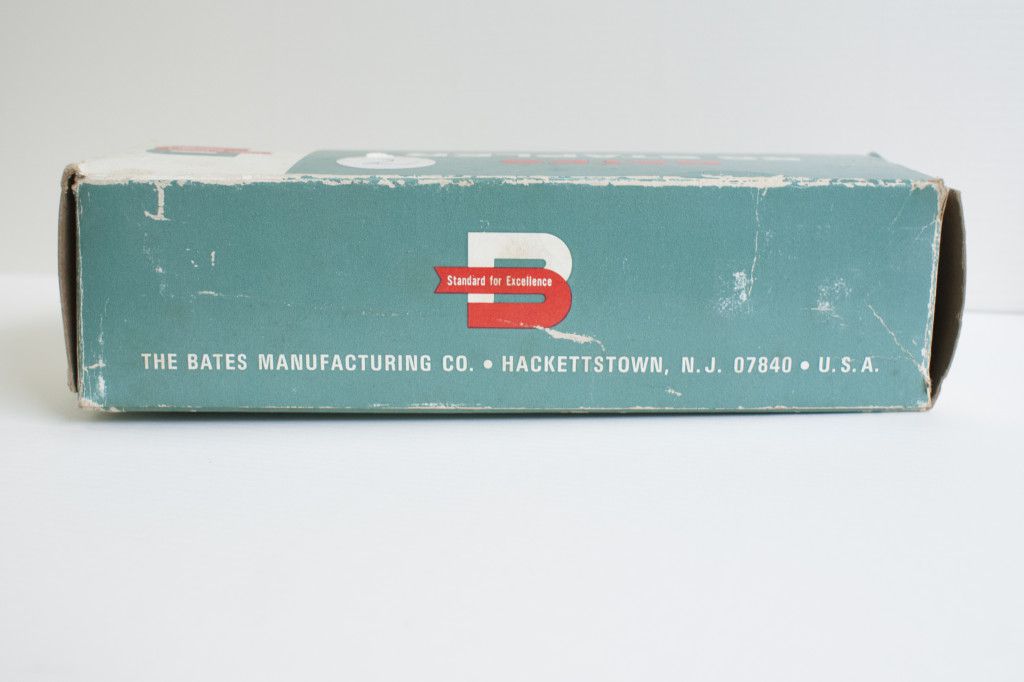 B
Standard for Excellence
THE BATES MANUFACTURING CO. • HACKETTSTOWN, N.J. 07840 • U.S.A.